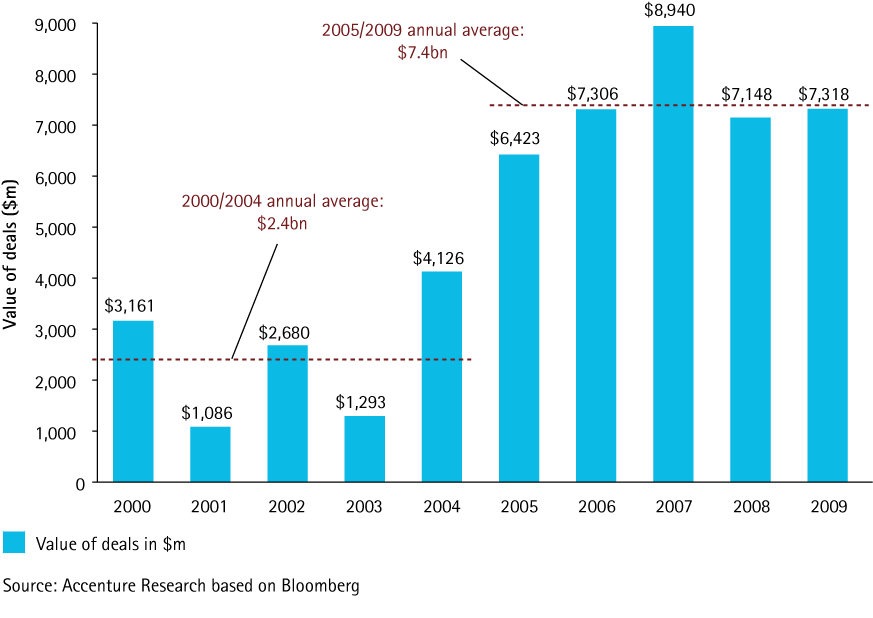 $8,940
9,000
2005/2009 annual average:
$7.4bn
8,000
$7,306
$7,148
$7,318
7,000
$6,423
6,000
2000/2004 annual average:
$2.4bn
5,000
Value of deals ($m)
$4,126
4,000
$3,161
3,000
$2,680
2,000
$1,086
$1,293
1,000
0
2000 2001 2002 2003 2004 2005 2006 2007 2008 2009
Value of deals in $m
Source: Accenture Research based on Bloomberg